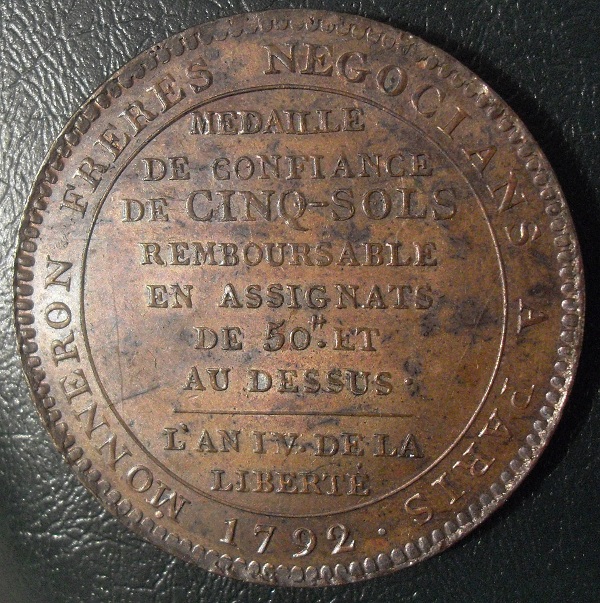 MONNERON FRERES NEGOCIANS A PARIS.
1792.
MEDAILLE
DE CONFIANCE
DE CINQ-SOLS
REMBOURSABLE
EN ASSIGNATS
DE 50.ᴴ ET
AU DESSUS.
L'AN IV. DE LA
LIBERTÉ